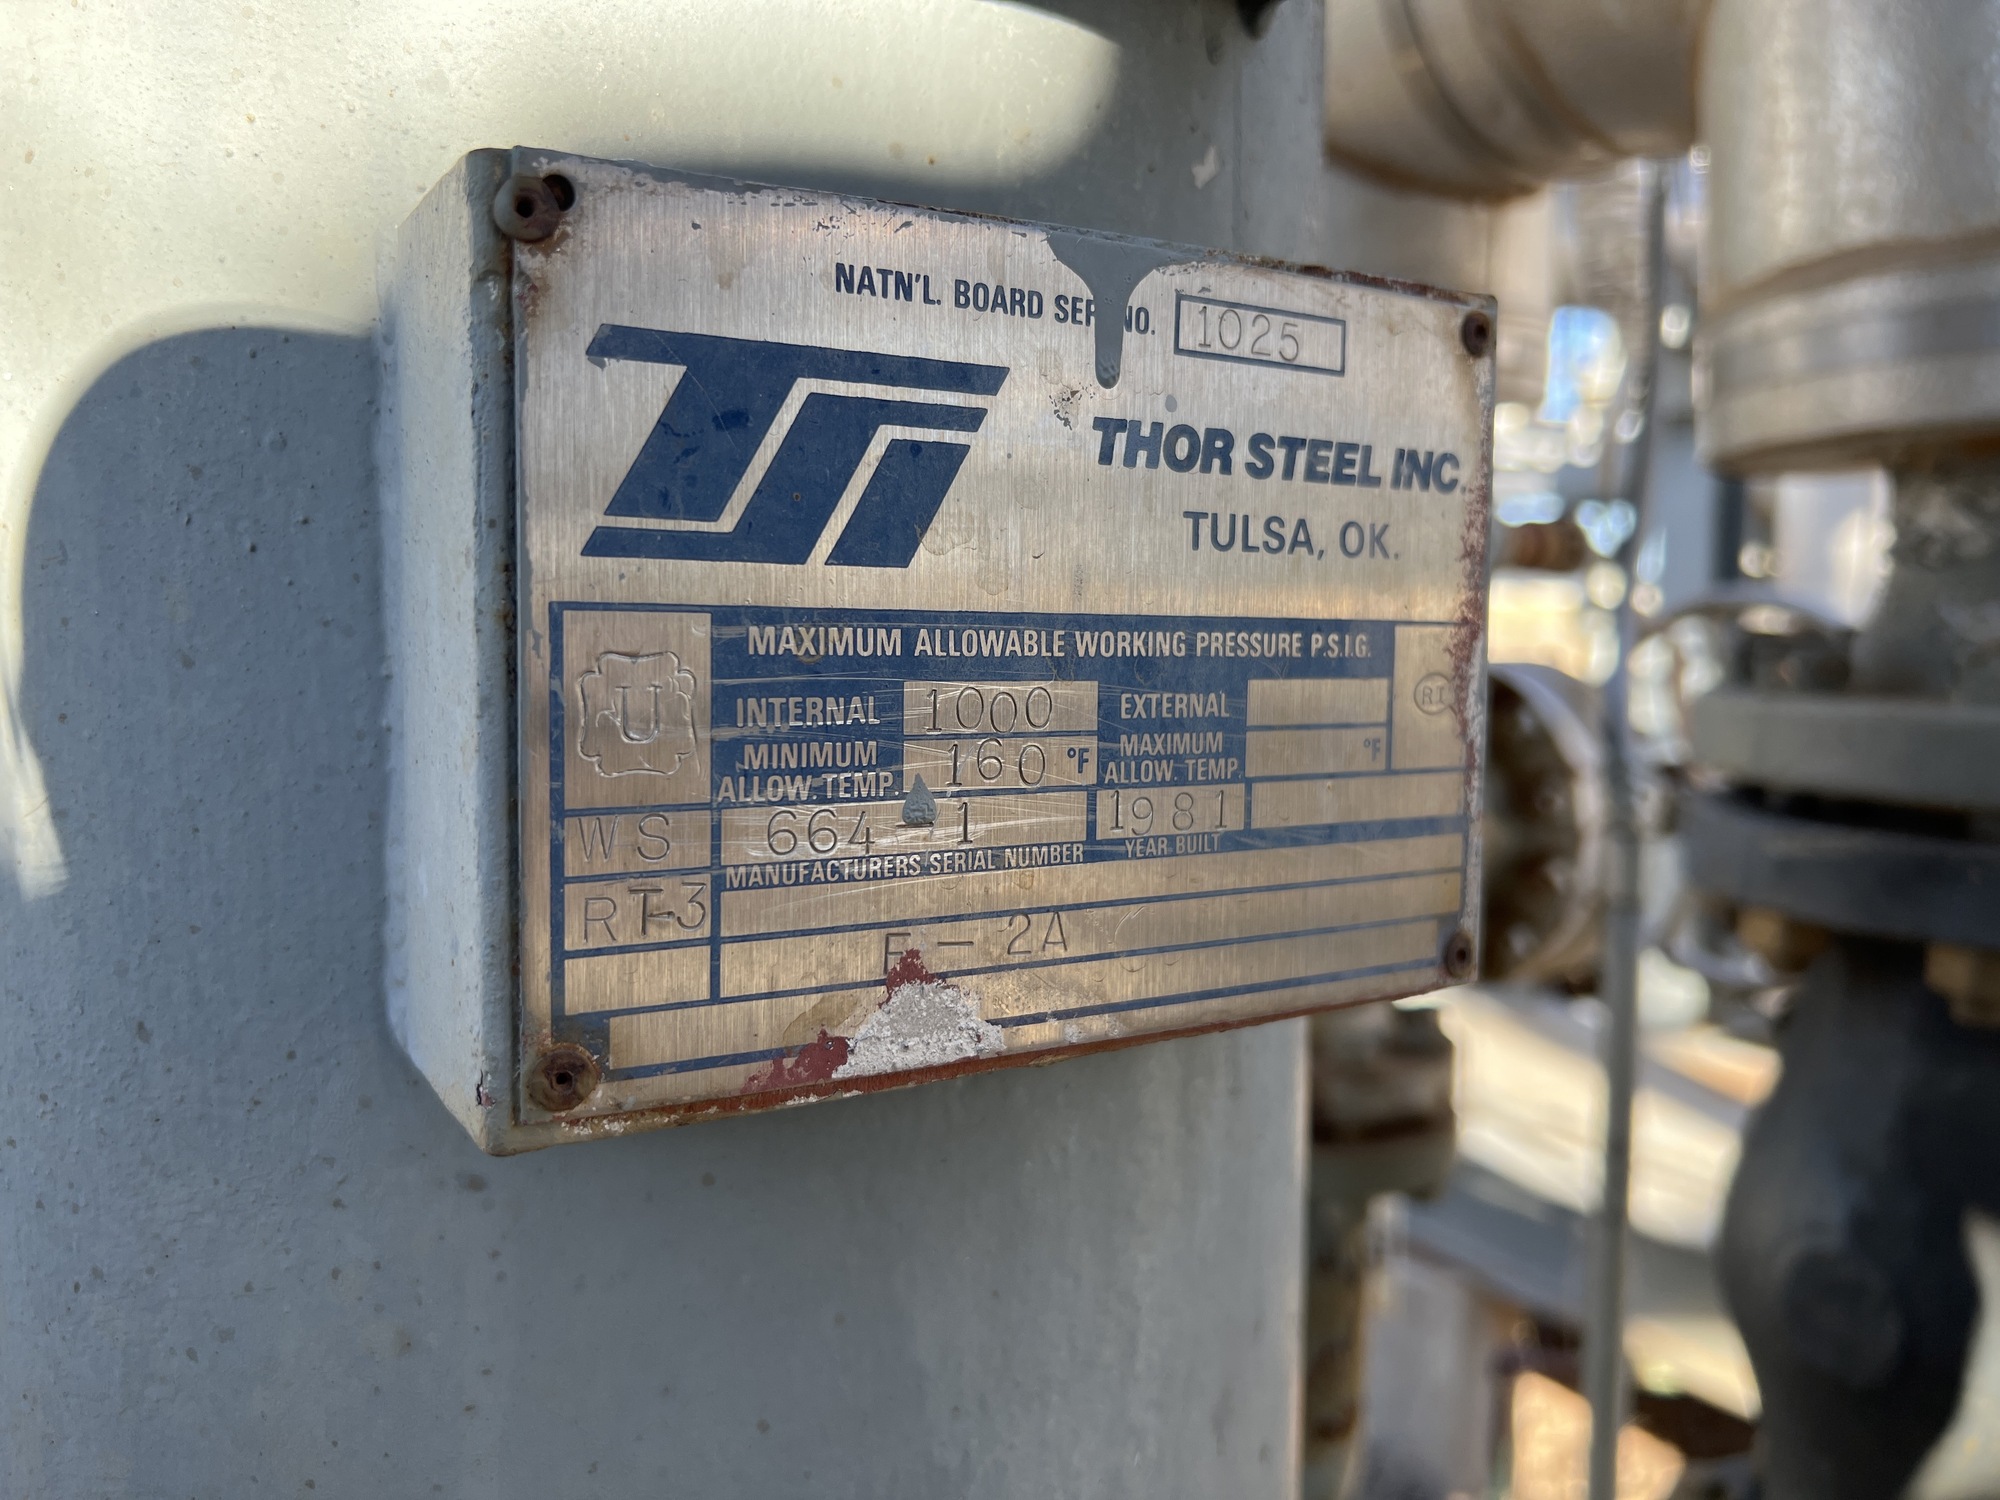 NATN'L. BOARD SER. NO. 1025
THOR STEEL INC.
TULSA, OK.
MAXIMUM ALLOWABLE WORKING PRESSURE P.S.I.G.
U
INTERNAL 1000 EXTERNAL
RT
MINIMUM ALLOW. TEMP. 160 °F MAXIMUM ALLOW. TEMP. °F
WS 664-1 1981
MANUFACTURERS SERIAL NUMBER YEAR BUILT
RT-3
- 2A